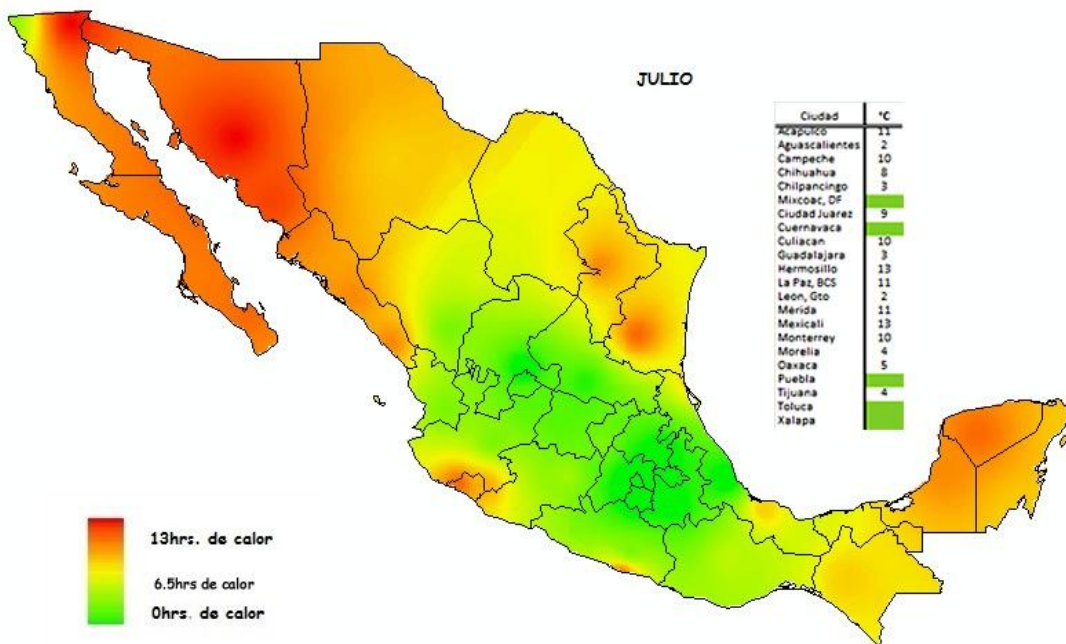 JULIO
Ciudad °C
Acapulco 11
Aguascalientes 2
Campeche 10
Chihuahua 8
Chilpancingo 3
Mixcoac, DF
Ciudad Juarez 9
Cuernavaca
Culiacan 10
Guadalajara 3
Hermosillo 13
La Paz, BCS 11
Leon, Gto 2
Merida 11
Mexicali 13
Monterrey 10
Morelia 4
Oaxaca 5
Puebla
Tijuana 4
Toluca
Xalapa
13hrs. de calor
6.5hrs de calor
0hrs. de calor